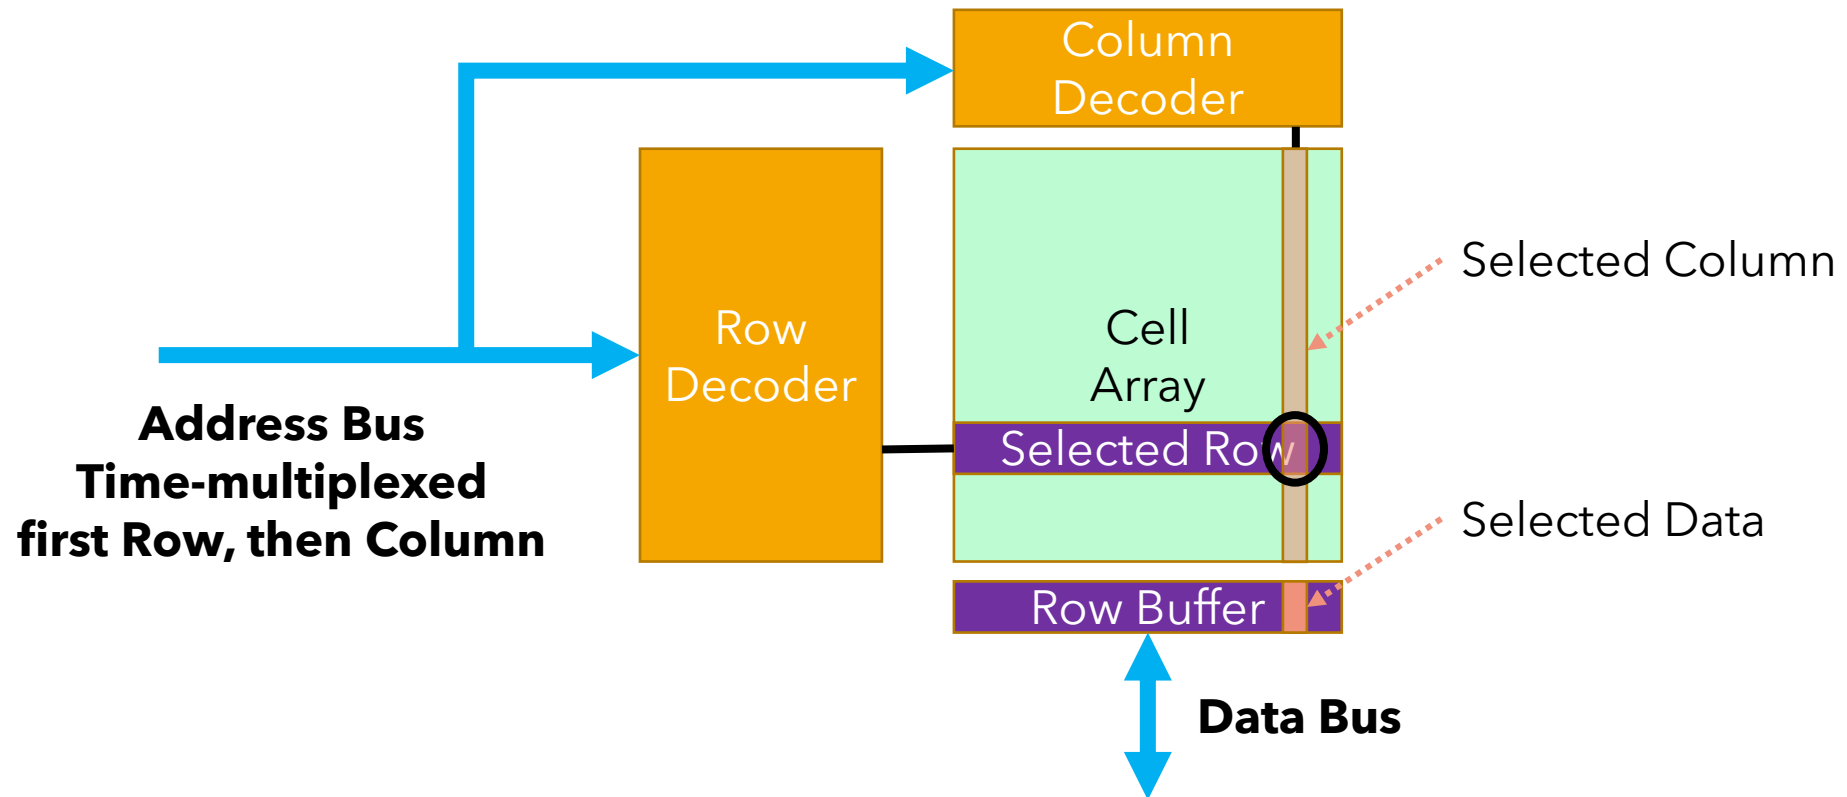 Column
Decoder
Selected Column
Row
Decoder
Cell
Array
Address Bus
Time-multiplexed
first Row, then Column
Selected Row
Selected Data
Row Buffer
Data Bus